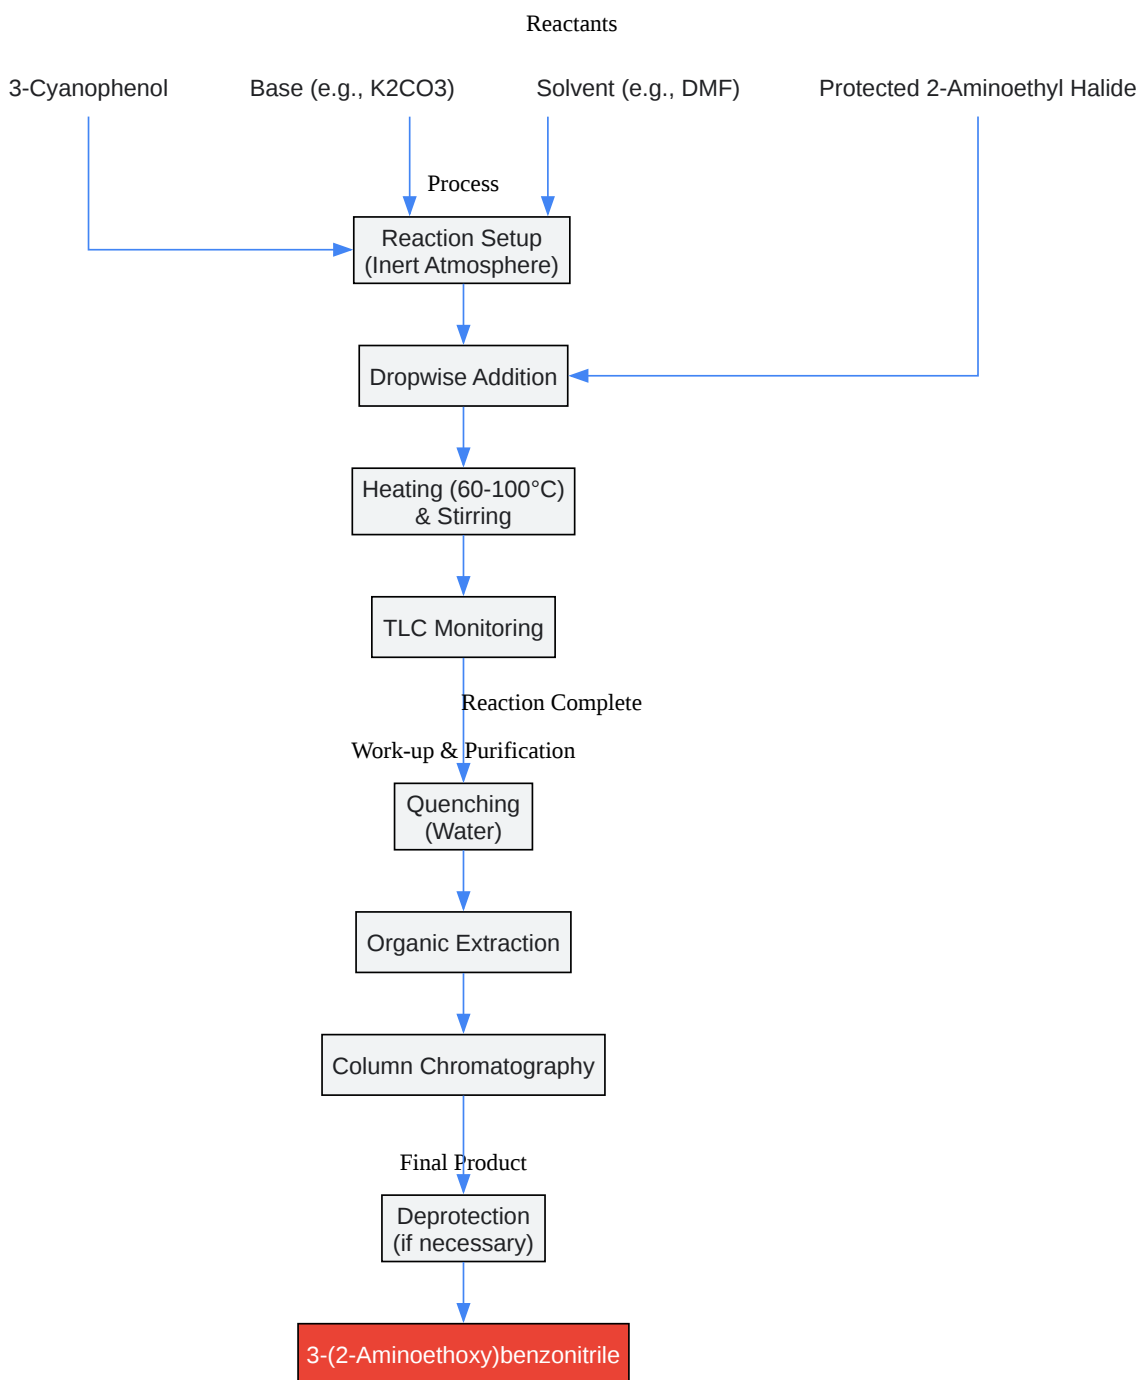 Reactants
3-Cyanophenol
Base (e.g., K2CO3)
Solvent (e.g., DMF)
Protected 2-Aminoethyl Halide
Process
Reaction Setup
(Inert Atmosphere)
Dropwise Addition
Heating (60-100°C)
& Stirring
TLC Monitoring
Reaction Complete
Work-up & Purification
Quenching
(Water)
Organic Extraction
Column Chromatography
Final Product
Deprotection
(if necessary)
3-(2-Aminoethoxy)benzonitrile